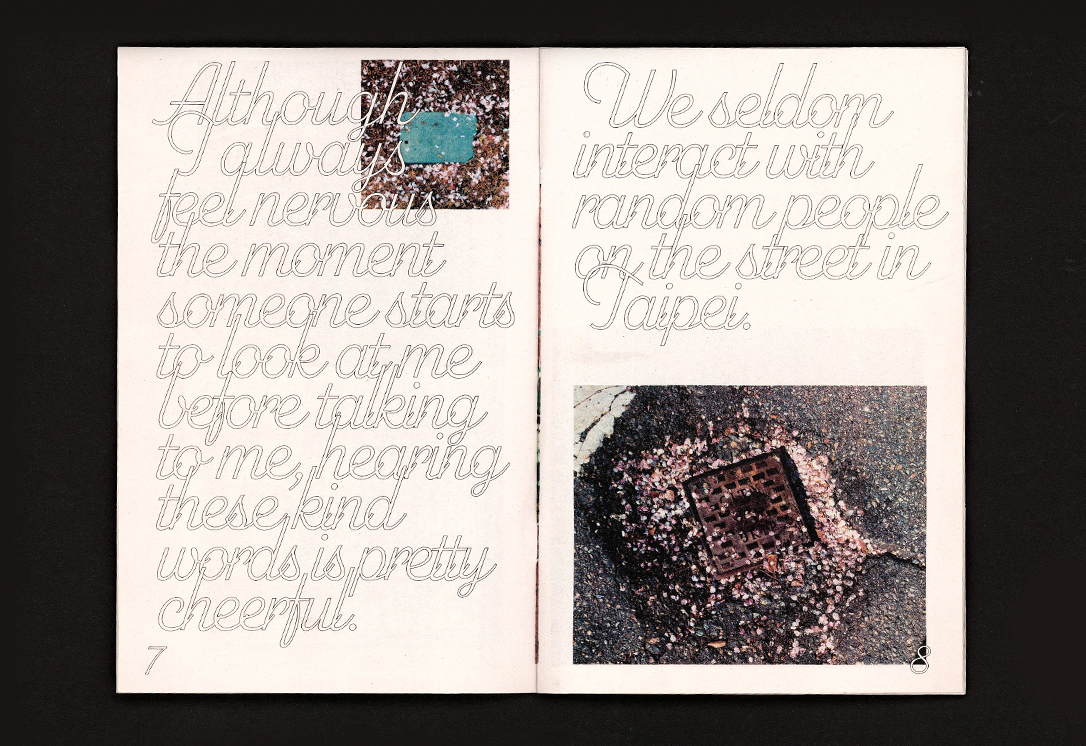 Although
I always
feel nervous
the moment
someone starts
to look at me
before talking
to me, hearing
these kind
words is pretty
cheerful.
7
We seldom
interact with
random people
on the street in
Taipei.
8